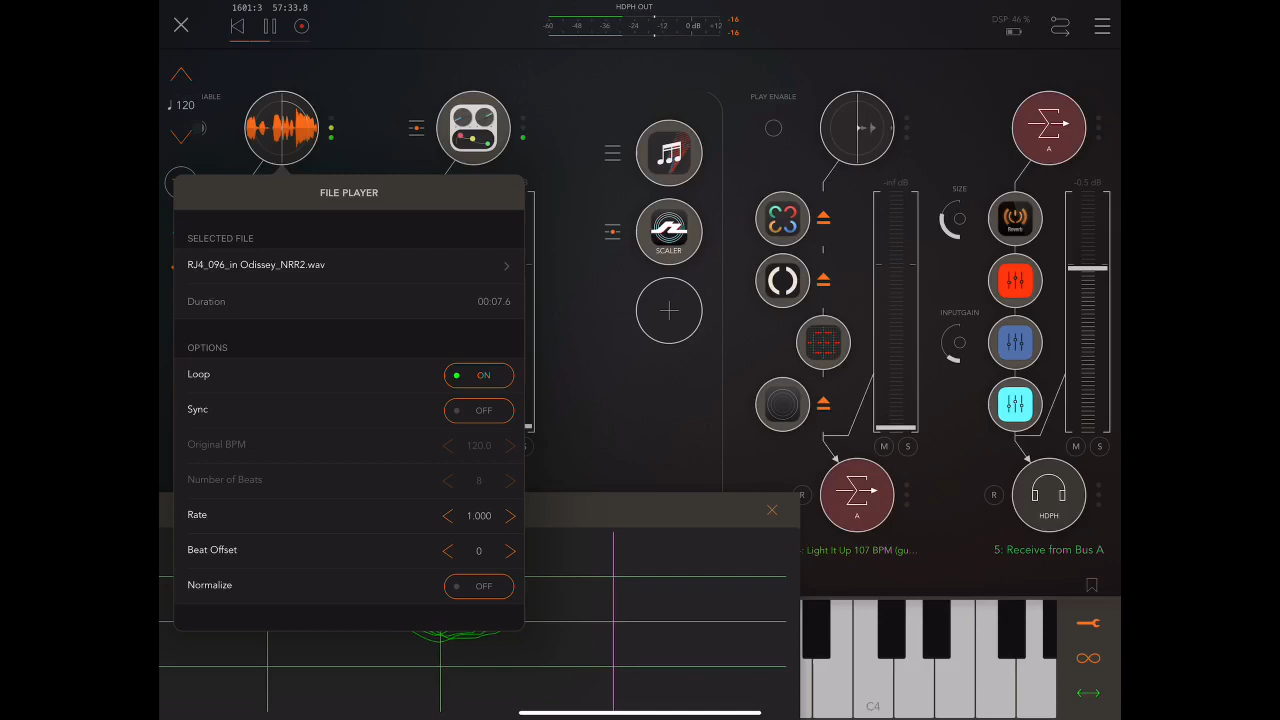 1601:3 57:33.8
HDPH OUT
-60 -48 -36 -24 -12 0 dB +12
-16
-16
DSP: 46 %
120
ABLE
FILE PLAYER
SELECTED FILE
RJ4_096_in Odissey_NRR2.wav
Duration 00:07.6
OPTIONS
Loop ON
Sync OFF
Original BPM 120.0
Number of Beats 8
Rate 1.000
Beat Offset 0
Normalize OFF
SCALER
PLAY ENABLE
-inf dB
M S
R
A
: Light It Up 107 BPM (gu...
A
-0.5 dB
SIZE
Reverb
INPUTGAIN
M S
R
HDPH
5: Receive from Bus A
C4